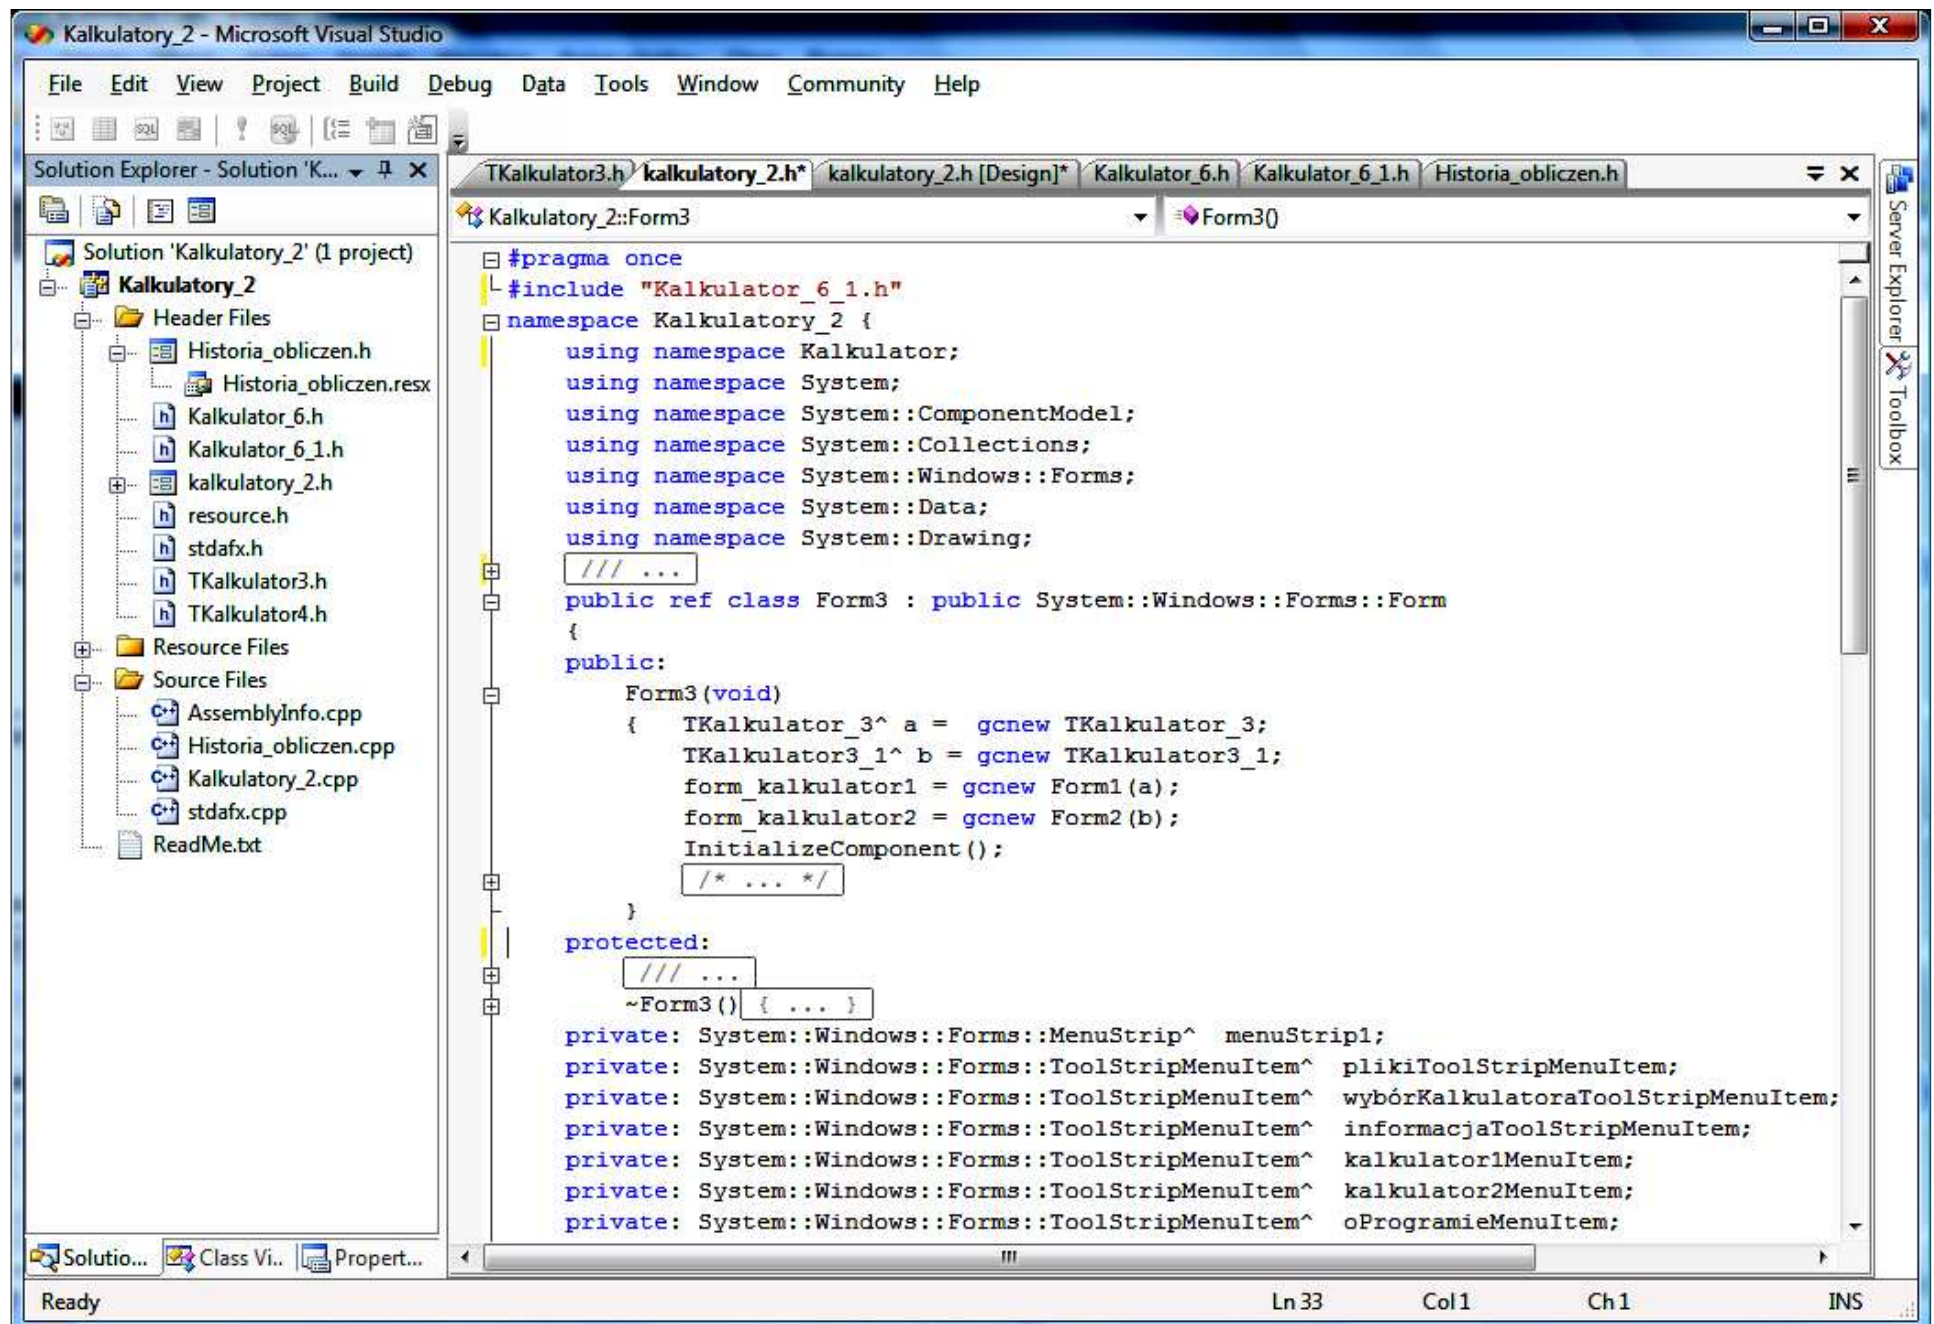 Kalkulatory_2 - Microsoft Visual Studio
File Edit View Project Build Debug Data Tools Window Community Help
Solution Explorer - Solution 'K...
TKalkulator3.h kalkulatory_2.h* kalkulatory_2.h [Design]* Kalkulator_6.h Kalkulator_6_1.h Historia_obliczen.h
Kalkulatory_2::Form3 Form3()
Solution 'Kalkulatory_2' (1 project)
Kalkulatory_2
Header Files
Historia_obliczen.h
Historia_obliczen.resx
Kalkulator_6.h
Kalkulator_6_1.h
kalkulatory_2.h
resource.h
stdafx.h
TKalkulator3.h
TKalkulator4.h
Resource Files
Source Files
AssemblyInfo.cpp
Historia_obliczen.cpp
Kalkulatory_2.cpp
stdafx.cpp
ReadMe.txt
Solutio... Class Vi.. Propert...
#pragma once
#include "Kalkulator_6_1.h"
namespace Kalkulatory_2 {
using namespace Kalkulator;
using namespace System;
using namespace System::ComponentModel;
using namespace System::Collections;
using namespace System::Windows::Forms;
using namespace System::Data;
using namespace System::Drawing;
/// ...
public ref class Form3 : public System::Windows::Forms::Form
{
public:
Form3(void)
{ TKalkulator_3^ a = gcnew TKalkulator_3;
TKalkulator3_1^ b = gcnew TKalkulator3_1;
form_kalkulator1 = gcnew Form1(a);
form_kalkulator2 = gcnew Form2(b);
InitializeComponent();
/* ... */
}
protected:
/// ...
~Form3() { ... }
private: System::Windows::Forms::MenuStrip^ menuStrip1;
private: System::Windows::Forms::ToolStripMenuItem^ plikiToolStripMenuItem;
private: System::Windows::Forms::ToolStripMenuItem^ wybórKalkulatoraToolStripMenuItem;
private: System::Windows::Forms::ToolStripMenuItem^ informacjaToolStripMenuItem;
private: System::Windows::Forms::ToolStripMenuItem^ kalkulator1MenuItem;
private: System::Windows::Forms::ToolStripMenuItem^ kalkulator2MenuItem;
private: System::Windows::Forms::ToolStripMenuItem^ oProgramieMenuItem;
Server Explorer
Toolbox
Ready Ln 33 Col 1 Ch 1 INS